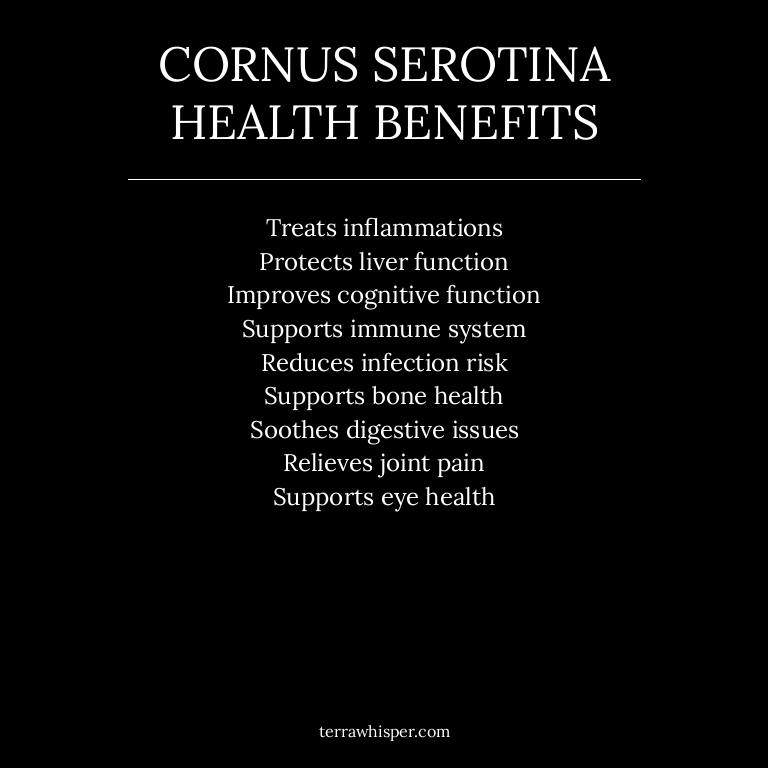 CORNUS SEROTINA
HEALTH BENEFITS
Treats inflammations
Protects liver function
Improves cognitive function
Supports immune system
Reduces infection risk
Supports bone health
Soothes digestive issues
Relieves joint pain
Supports eye health
terrawhisper.com